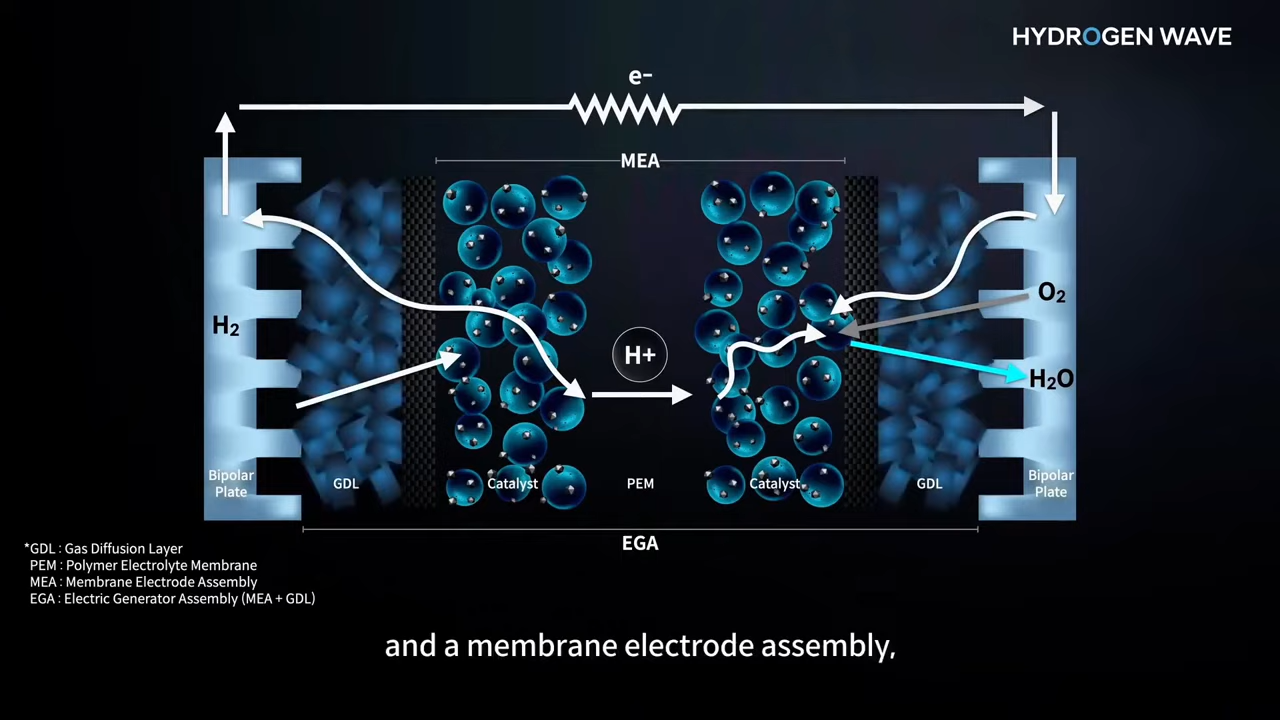 HYDROGEN WAVE
e-
MEA
H₂
H+
O₂
H₂O
Bipolar
Plate
GDL
Catalyst
PEM
Catalyst
GDL
Bipolar
Plate
EGA
*GDL : Gas Diffusion Layer
PEM : Polymer Electrolyte Membrane
MEA : Membrane Electrode Assembly
EGA : Electric Generator Assembly (MEA + GDL)
and a membrane electrode assembly,